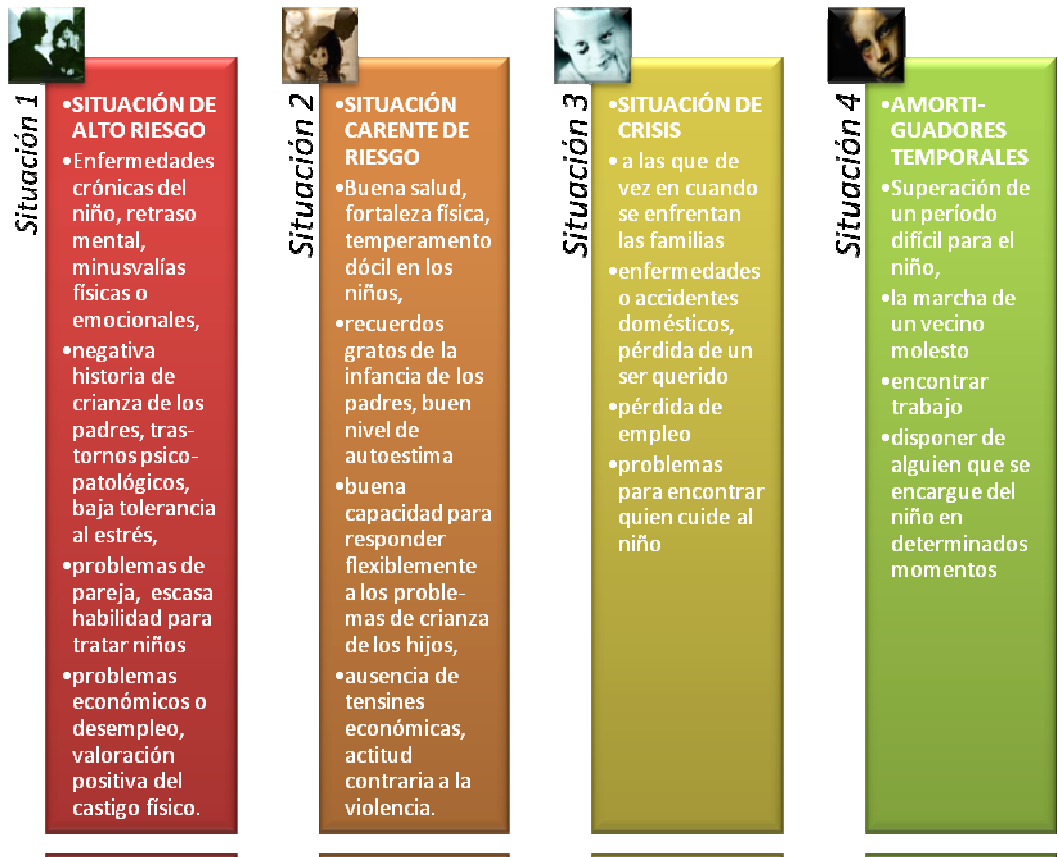 Situación 1
•SITUACIÓN DE
ALTO RIESGO
•Enfermedades
crónicas del
niño, retraso
mental,
minusvalías
físicas o
emocionales,
•negativa
historia de
crianza de los
padres, tras-
tornos psico-
patológicos,
baja tolerancia
al estrés,
•problemas de
pareja, escasa
habilidad para
tratar niños
•problemas
económicos o
desempleo,
valoración
positiva del
castigo físico.
Situación 2
•SITUACIÓN
CARENTE DE
RIESGO
•Buena salud,
fortaleza física,
temperamento
dócil en los
niños,
•recuerdos
gratos de la
infancia de los
padres, buen
nivel de
autoestima
•buena
capacidad para
responder
flexiblemente
a los proble-
mas de crianza
de los hijos,
•ausencia de
tensines
económicas,
actitud
contraria a la
violencia.
Situación 3
•SITUACIÓN DE
CRISIS
• a las que de
vez en cuando
se enfrentan
las familias
•enfermedades
o accidentes
domésticos,
pérdida de un
ser querido
•pérdida de
empleo
•problemas
para encontrar
quien cuide al
niño
Situación 4
•AMORTI-
GUADORES
TEMPORALES
•Superación de
un período
difícil para el
niño,
•la marcha de
un vecino
molesto
•encontrar
trabajo
•disponer de
alguien que se
encargue del
niño en
determinados
momentos